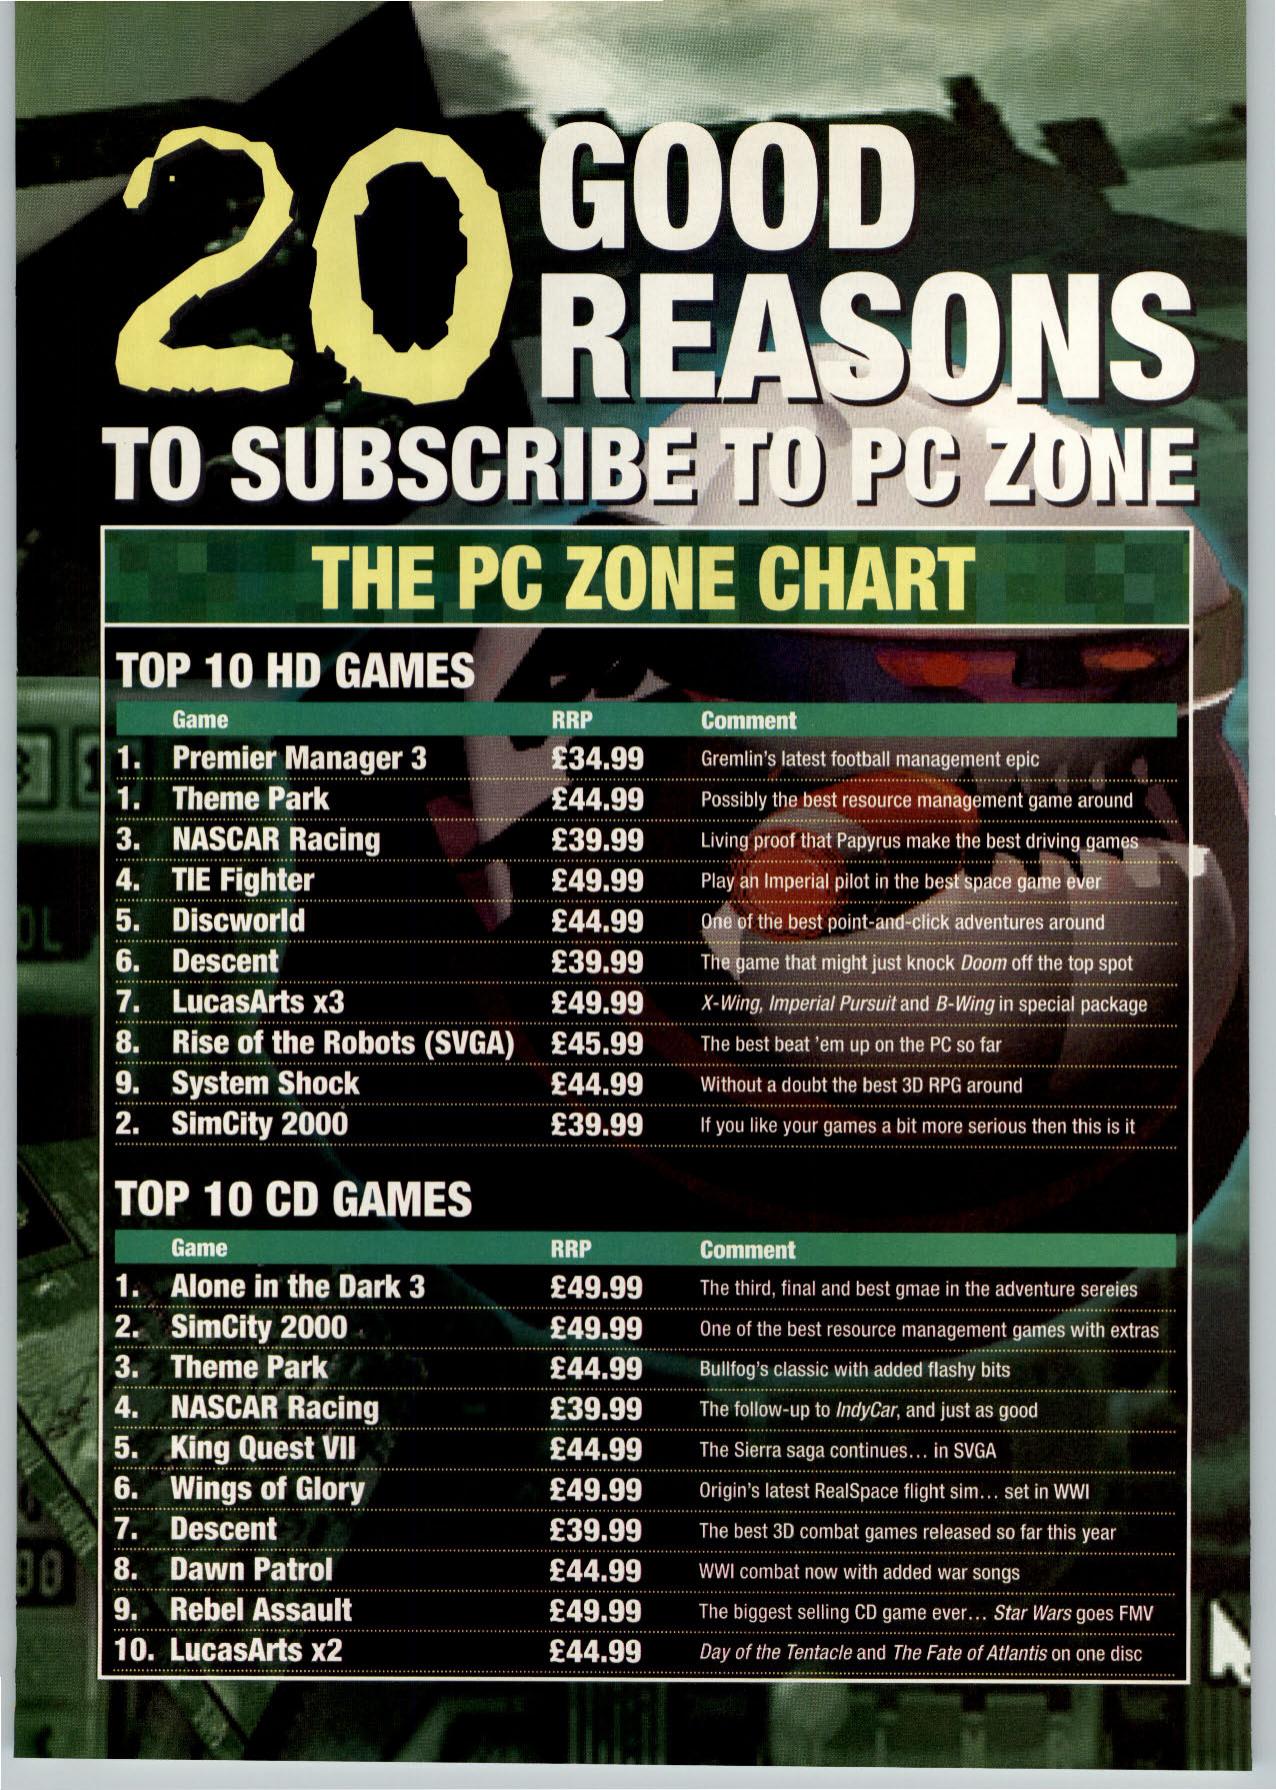 20 GOOD
REASONS
TO SUBSCRIBE TO PC ZONE
THE PC ZONE CHART
TOP 10 HD GAMES
Game RRP Comment
1. Premier Manager 3 £34.99 Gremlin's latest football management epic
1. Theme Park £44.99 Possibly the best resource management game around
3. NASCAR Racing £39.99 Living proof that Papyrus make the best driving games
4. TIE Fighter £49.99 Play an Imperial pilot in the best space game ever
5. Discworld £44.99 One of the best point-and-click adventures around
6. Descent £39.99 The game that might just knock Doom off the top spot
7. LucasArts x3 £49.99 X-Wing, Imperial Pursuit and B-Wing in special package
8. Rise of the Robots (SVGA) £45.99 The best beat 'em up on the PC so far
9. System Shock £44.99 Without a doubt the best 3D RPG around
2. SimCity 2000 £39.99 If you like your games a bit more serious then this is it
TOP 10 CD GAMES
Game RRP Comment
1. Alone in the Dark 3 £49.99 The third, final and best gmae in the adventure sereies
2. SimCity 2000 £49.99 One of the best resource management games with extras
3. Theme Park £44.99 Bullfog's classic with added flashy bits
4. NASCAR Racing £39.99 The follow-up to IndyCar, and just as good
5. King Quest VII £44.99 The Sierra saga continues... in SVGA
6. Wings of Glory £49.99 Origin's latest RealSpace flight sim... set in WWI
7. Descent £39.99 The best 3D combat games released so far this year
8. Dawn Patrol £44.99 WWI combat now with added war songs
9. Rebel Assault £49.99 The biggest selling CD game ever... Star Wars goes FMV
10. LucasArts x2 £44.99 Day of the Tentacle and The Fate of Atlantis on one disc